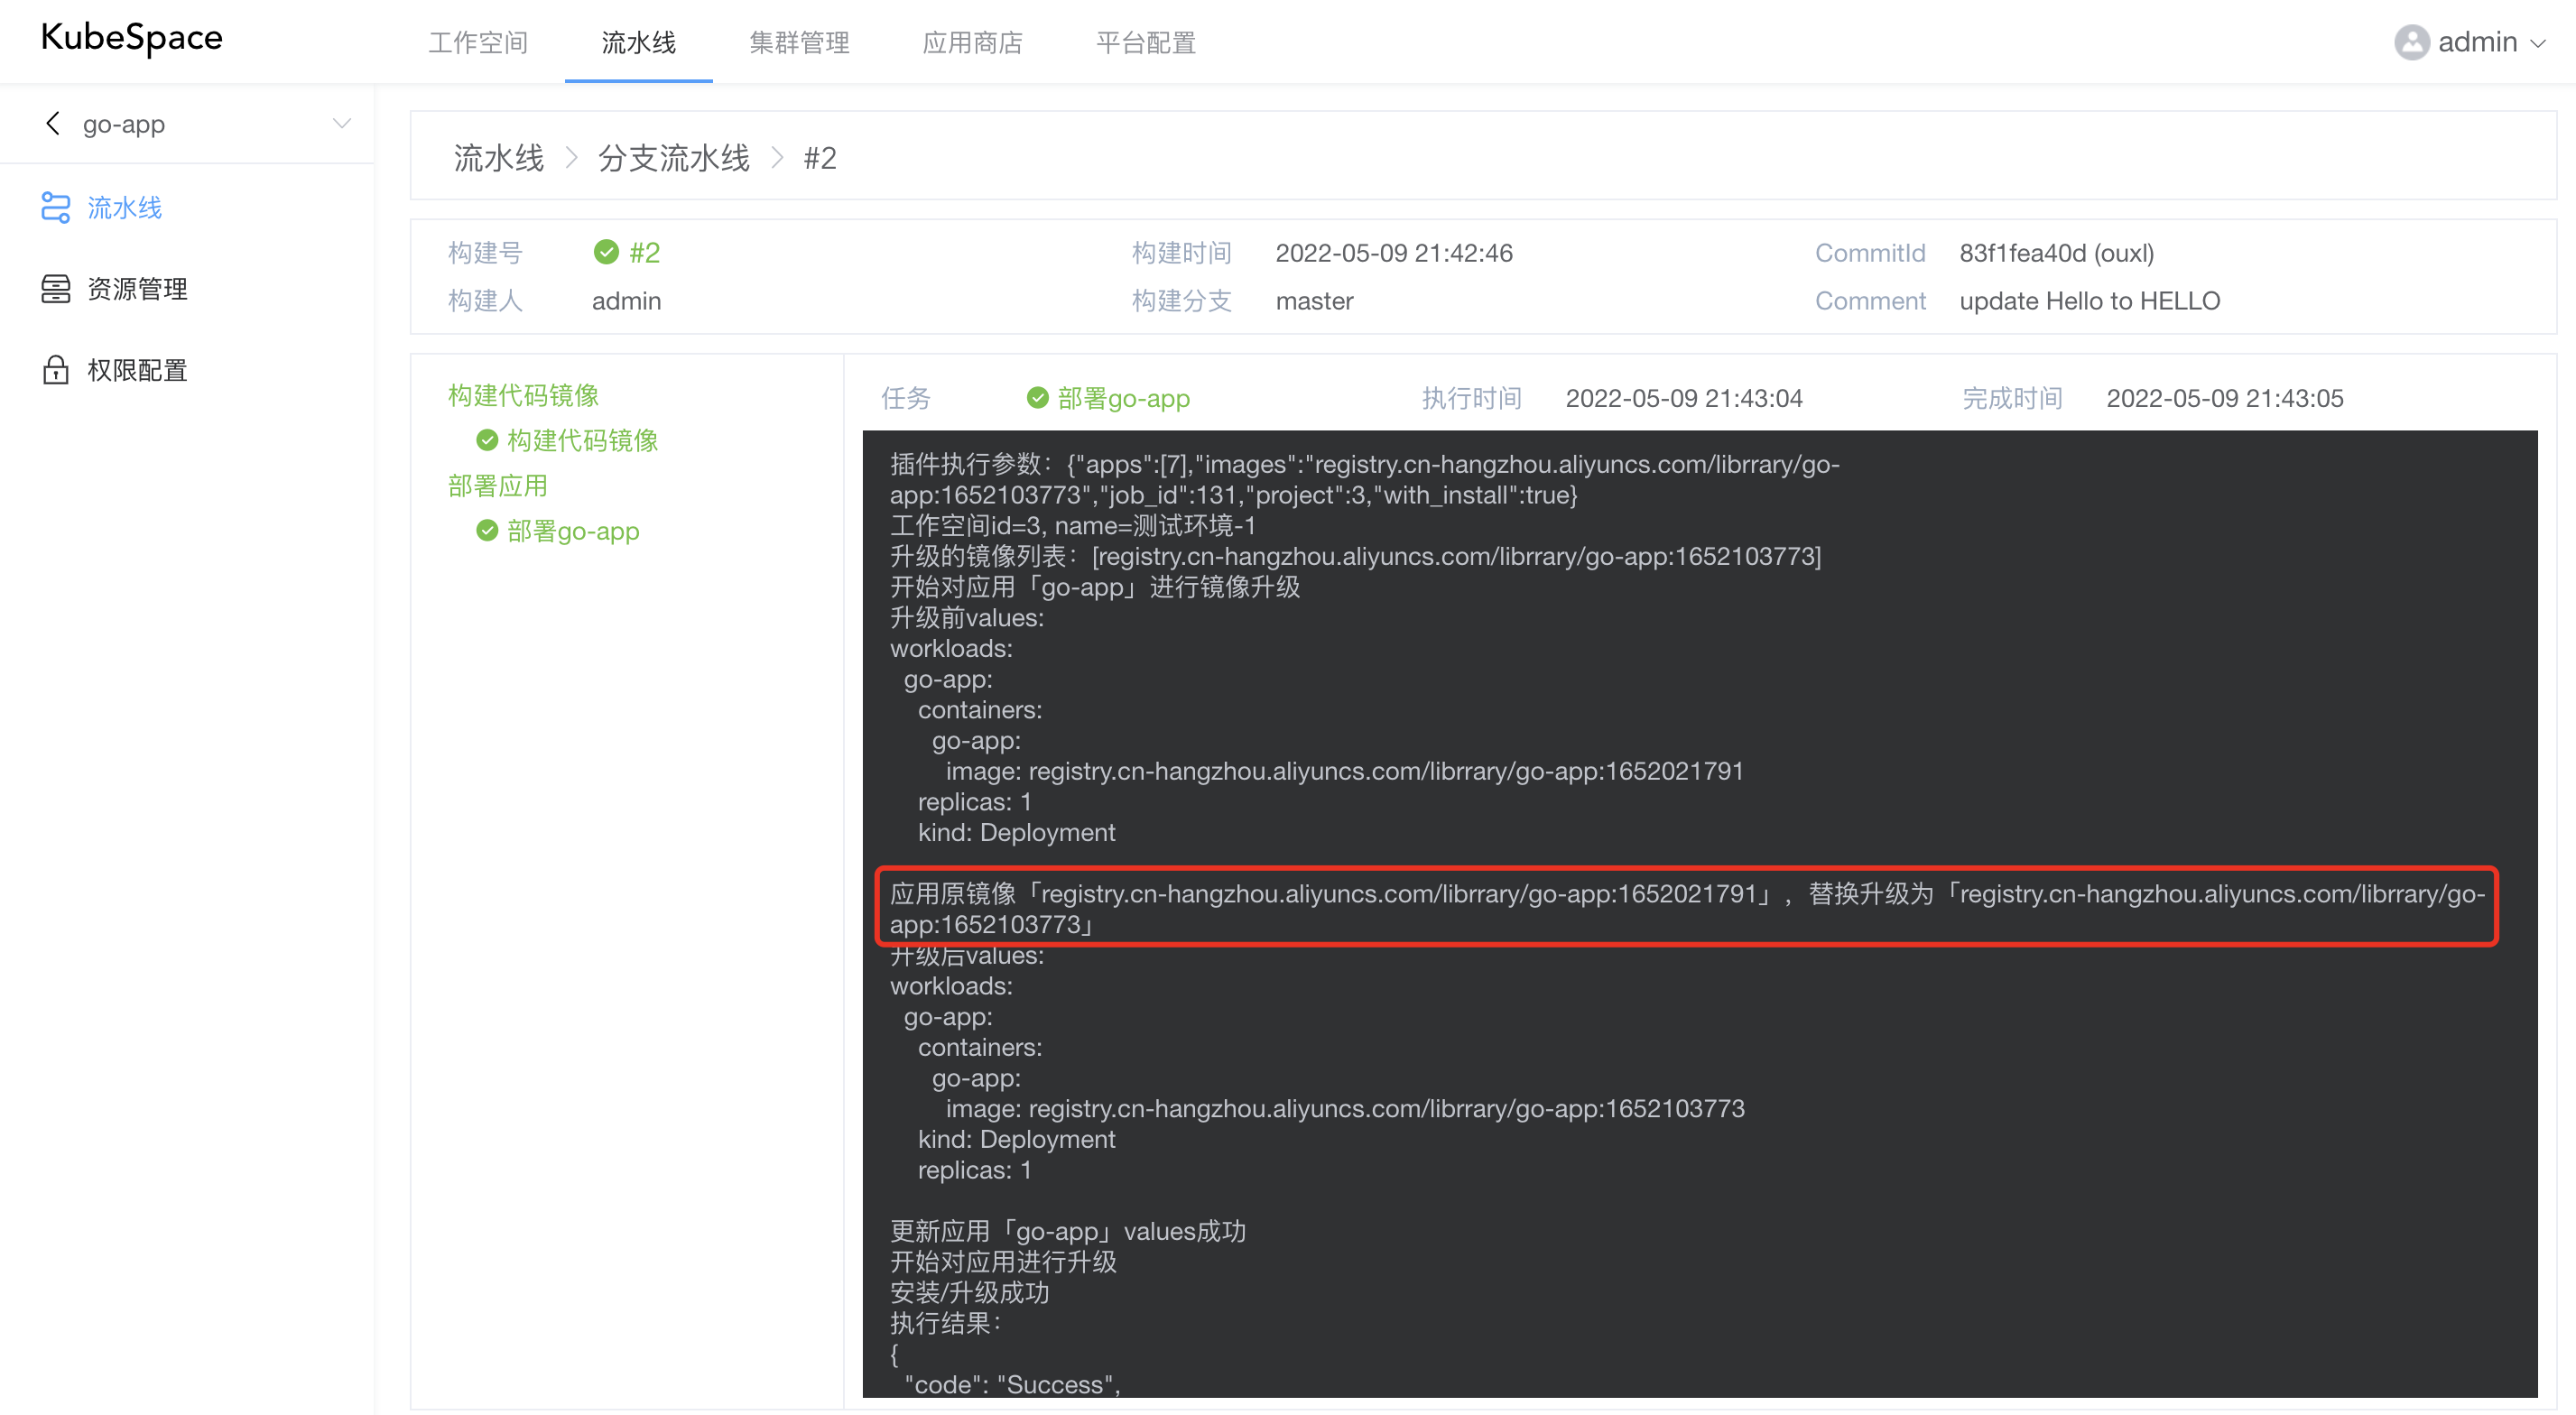 KubeSpace
工作空间 流水线 集群管理 应用商店 平台配置
admin
go-app
流水线
资源管理
权限配置
流水线 > 分支流水线 > #2
构建号 #2 构建时间 2022-05-09 21:42:46 CommitId 83f1fea40d (ouxl)
构建人 admin 构建分支 master Comment update Hello to HELLO
构建代码镜像
构建代码镜像
部署应用
部署go-app
任务 部署go-app 执行时间 2022-05-09 21:43:04 完成时间 2022-05-09 21:43:05
插件执行参数：{"apps":[7],"images":"registry.cn-hangzhou.aliyuncs.com/librrary/go-
app:1652103773","job_id":131,"project":3,"with_install":true}
工作空间id=3, name=测试环境-1
升级的镜像列表：[registry.cn-hangzhou.aliyuncs.com/librrary/go-app:1652103773]
开始对应用「go-app」进行镜像升级
升级前values:
workloads:
go-app:
containers:
go-app:
image: registry.cn-hangzhou.aliyuncs.com/librrary/go-app:1652021791
replicas: 1
kind: Deployment
应用原镜像「registry.cn-hangzhou.aliyuncs.com/librrary/go-app:1652021791」，替换升级为「registry.cn-hangzhou.aliyuncs.com/librrary/go-
app:1652103773」
升级后values:
workloads:
go-app:
containers:
go-app:
image: registry.cn-hangzhou.aliyuncs.com/librrary/go-app:1652103773
kind: Deployment
replicas: 1
更新应用「go-app」values成功
开始对应用进行升级
安装/升级成功
执行结果：
{
"code": "Success",